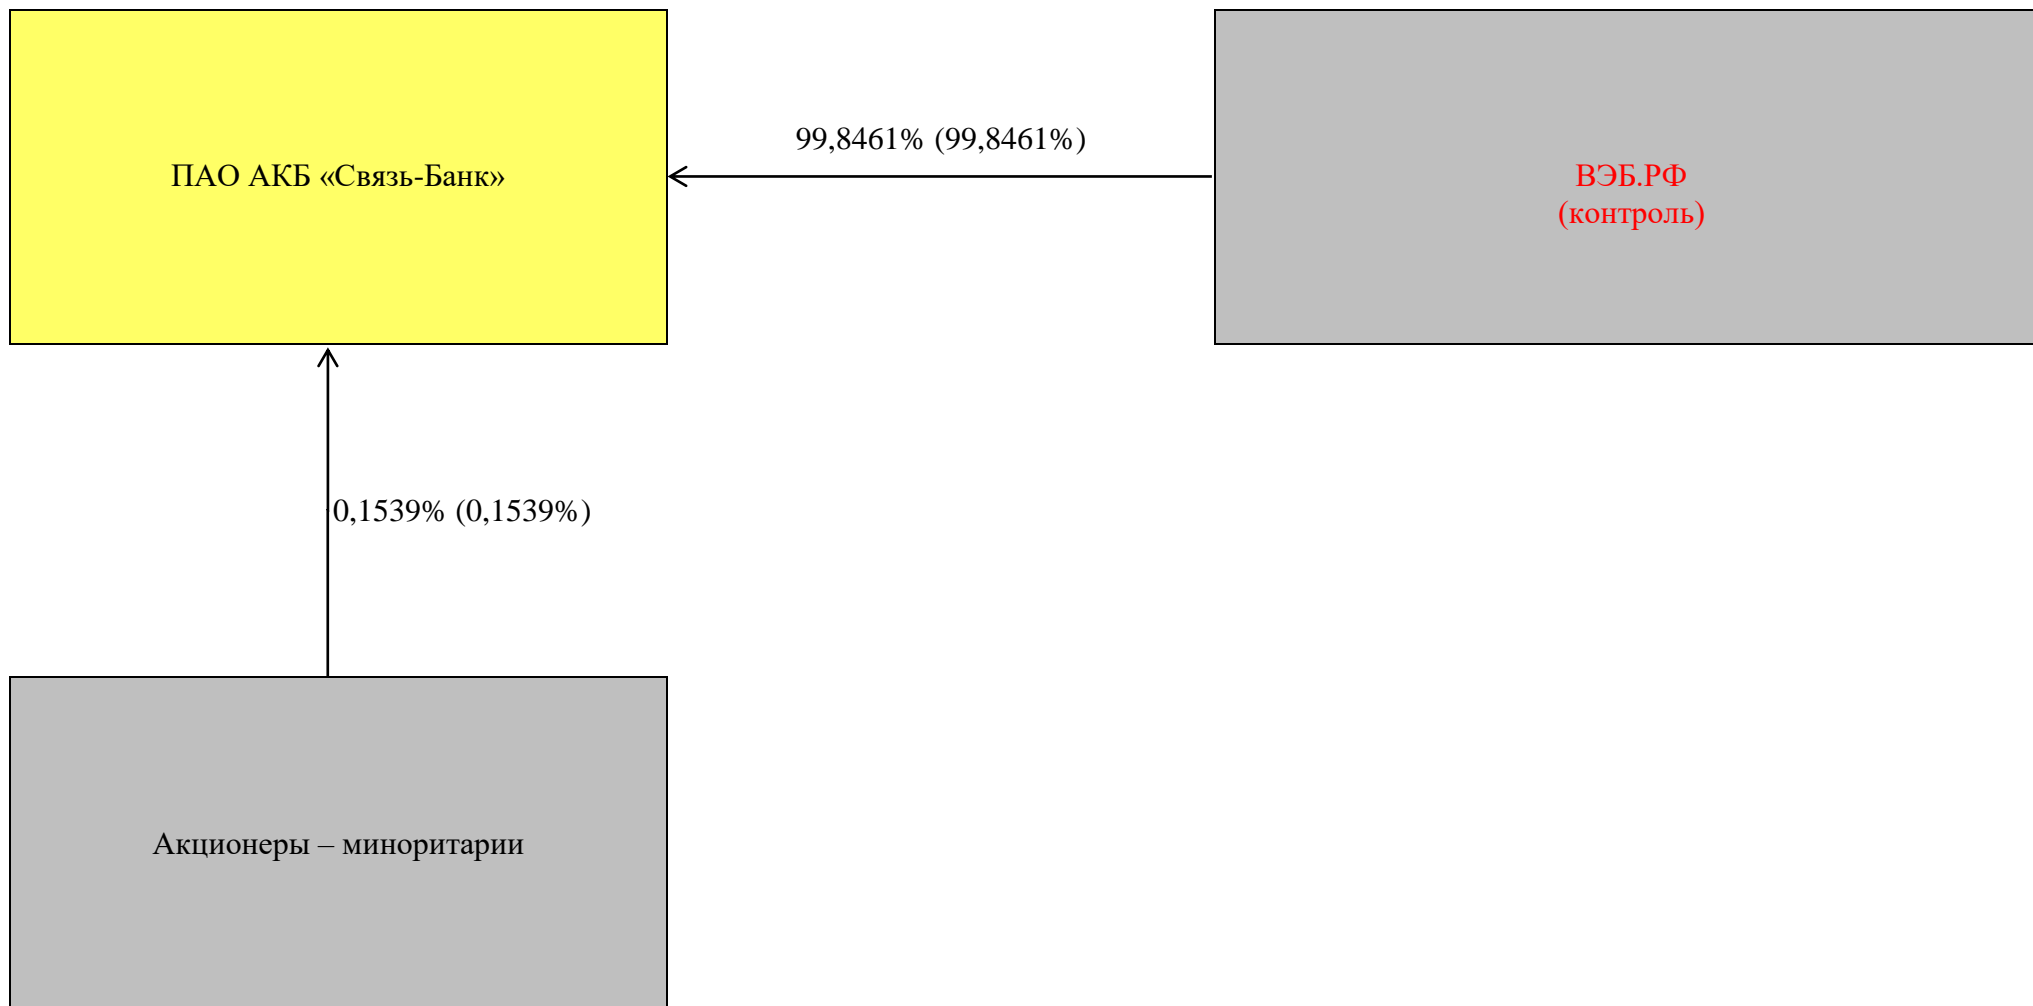 99,8461% (99,8461%)
ПАО АКБ «Связь-Банк»
ВЭБ.РФ
(контроль)
0,1539% (0,1539%)
Акционеры – миноритарии